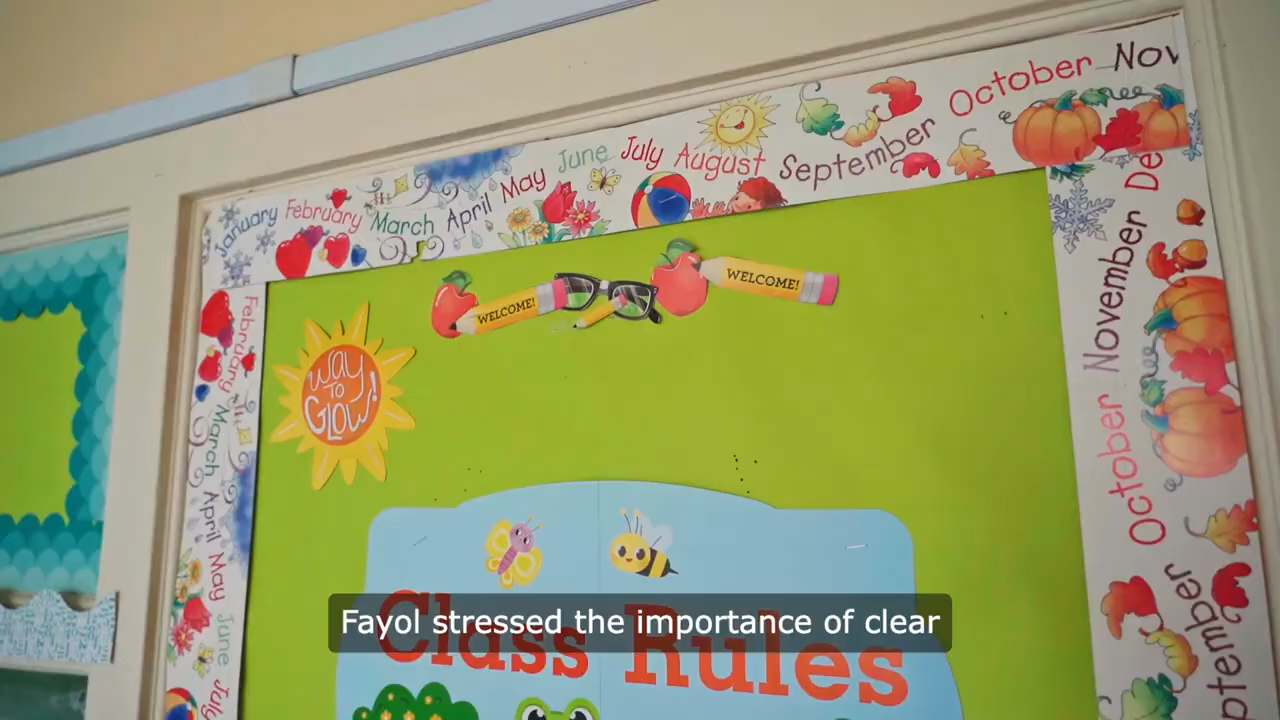 January February March April May June July August September October Nov
February March April May June July
October November De
ptember
WELCOME!
WELCOME!
WAY
TO
GLOW!
Class Rules
Fayol stressed the importance of clear